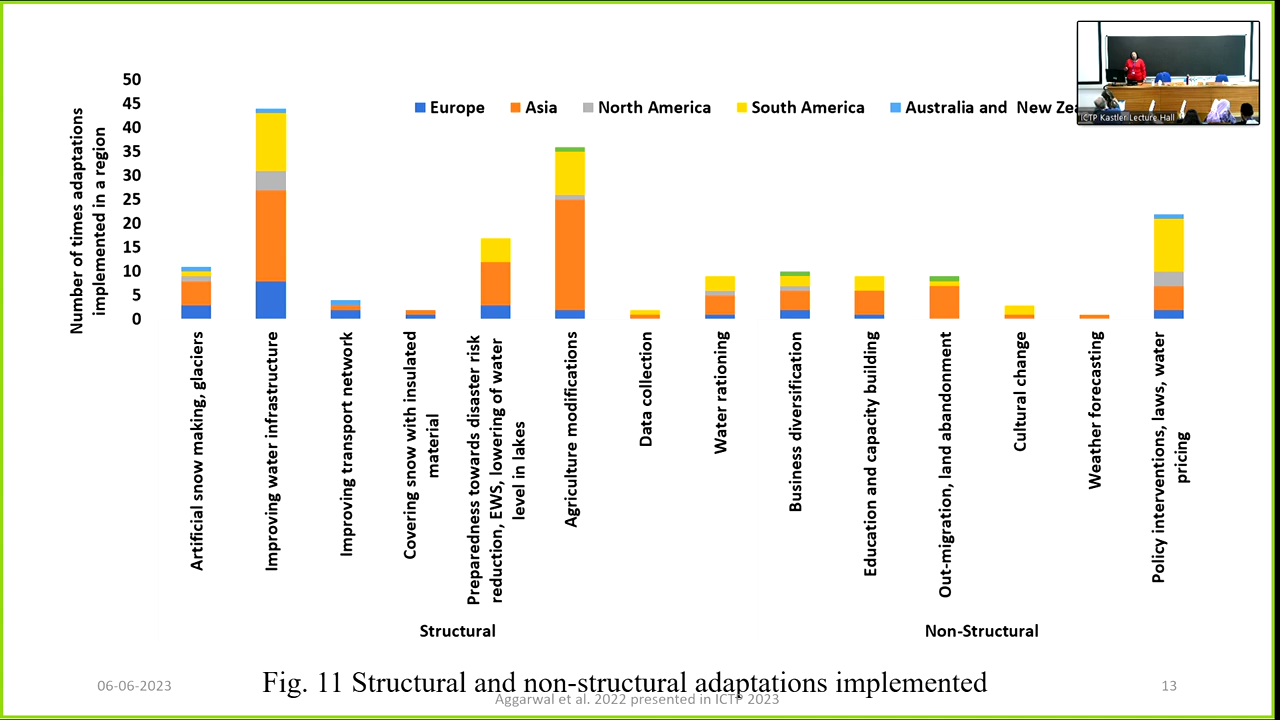 Number of times adaptations
implemented in a region
50
45
40
35
30
25
20
15
10
5
0
Europe
Asia
North America
South America
Australia and New Zea
ICTP Kastler Lecture Hall
Artificial snow making, glaciers
Improving water infrastructure
Improving transport network
Covering snow with insulated
material
Preparedness towards disaster risk
reduction, EWS, lowering of water
level in lakes
Agriculture modifications
Data collection
Water rationing
Business diversification
Education and capacity building
Out-migration, land abandonment
Cultural change
Weather forecasting
Policy interventions, laws, water
pricing
Structural
Non-Structural
Fig. 11 Structural and non-structural adaptations implemented
06-06-2023
Aggarwal et al. 2022 presented in ICTP 2023
13